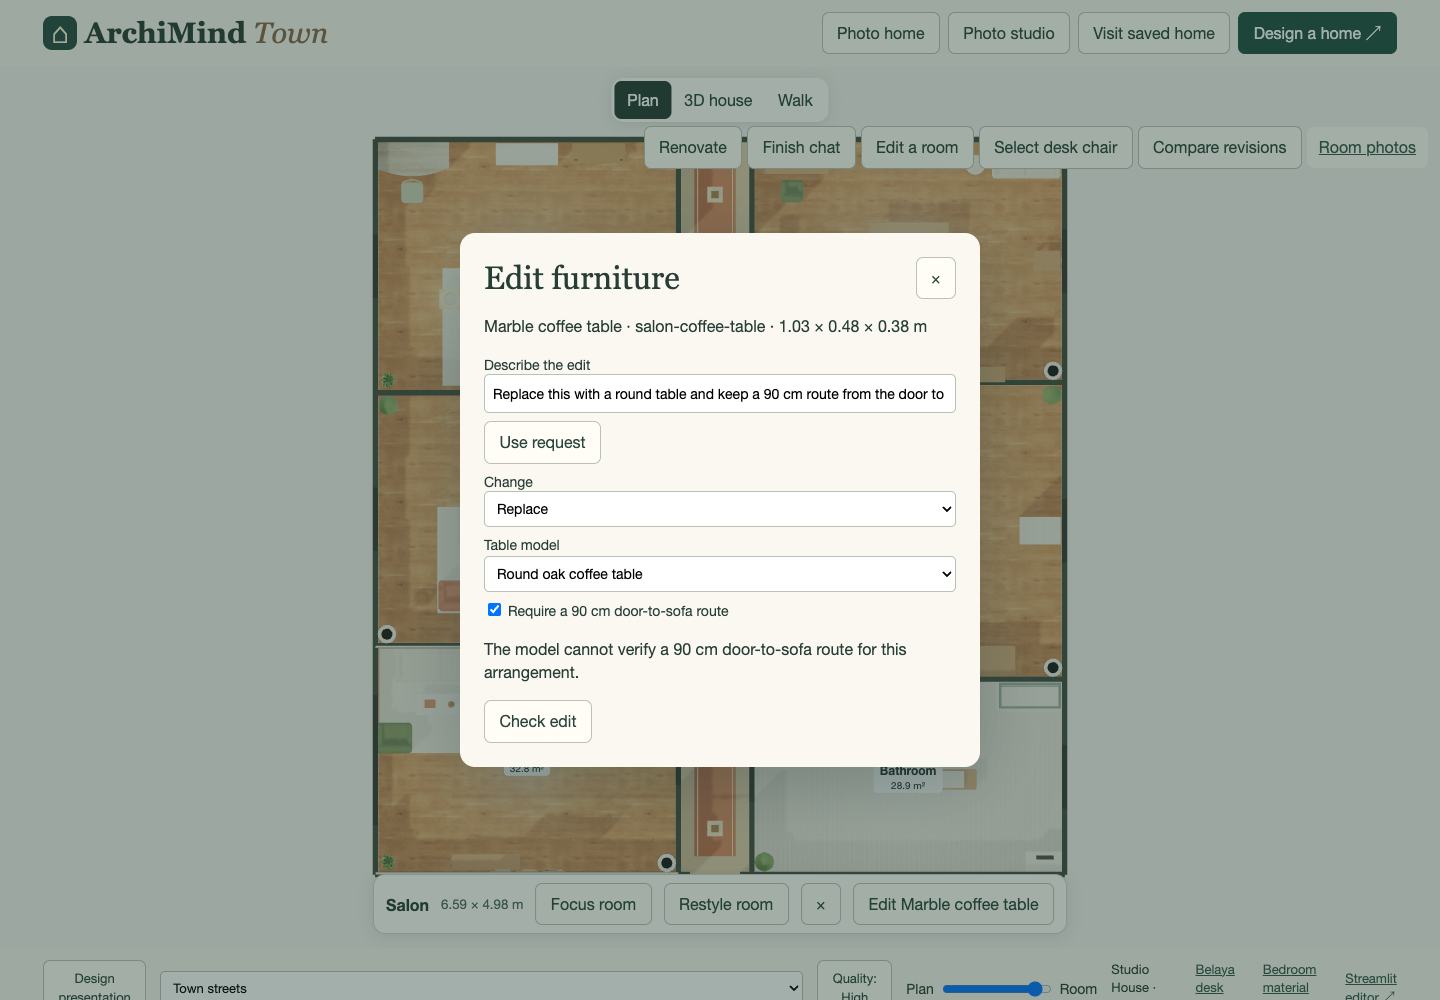 ArchiMind Town
Photo home
Photo studio
Visit saved home
Design a home ↗
Plan
3D house
Walk
Renovate
Finish chat
Edit a room
Select desk chair
Compare revisions
Room photos
Edit furniture
×
Marble coffee table · salon-coffee-table · 1.03 × 0.48 × 0.38 m
Describe the edit
Replace this with a round table and keep a 90 cm route from the door to
Use request
Change
Replace
Table model
Round oak coffee table
Require a 90 cm door-to-sofa route
The model cannot verify a 90 cm door-to-sofa route for this
arrangement.
Check edit
32.8 m²
Bathroom
28.9 m²
Salon
6.59 × 4.98 m
Focus room
Restyle room
×
Edit Marble coffee table
Design
presentation
Town streets
Quality:
High
Plan
Room
Studio
House ·
Belaya
desk
Bedroom
material
Streamlit
editor ↗